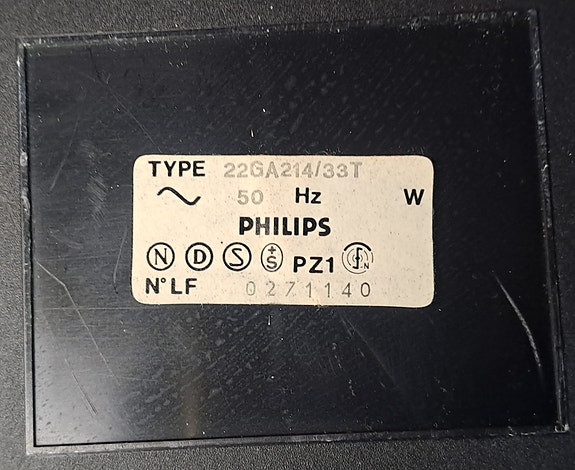 TYPE 22GA214/33T
~ 50 Hz W
PHILIPS
N D S +S PZ1 N
N° LF 0271140